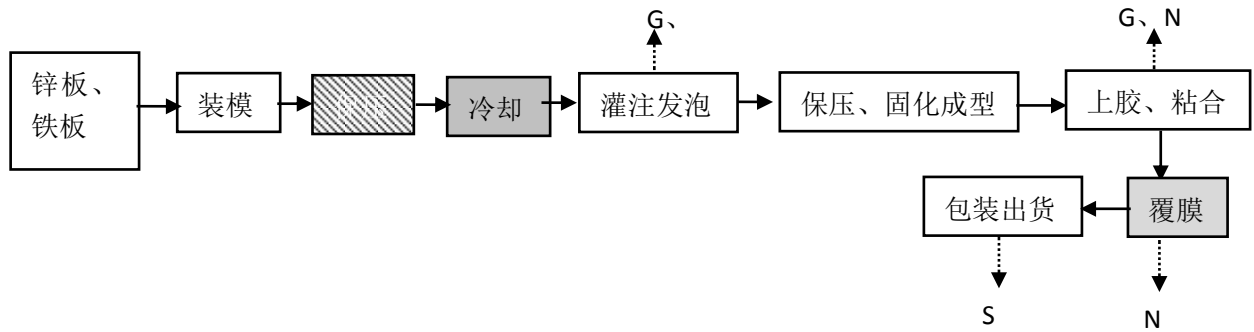 G、
G、N
锌板、
铁板
装模
冷却
灌注发泡
保压、固化成型
上胶、粘合
包装出货
覆膜
S
N